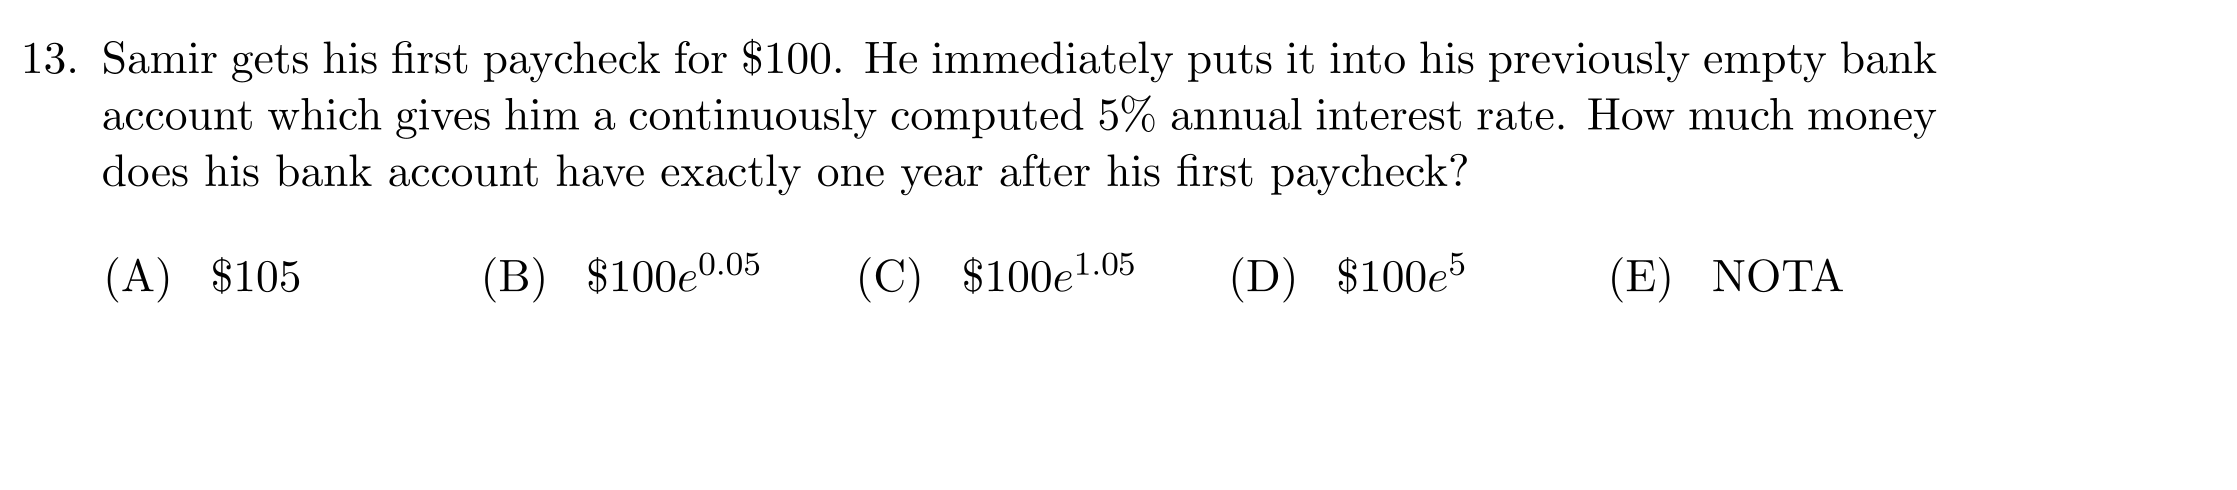 13. Samir gets his first paycheck for $100. He immediately puts it into his previously empty bank
account which gives him a continuously computed 5% annual interest rate. How much money
does his bank account have exactly one year after his first paycheck?
(A) $105 (B) $100e^{0.05} (C) $100e^{1.05} (D) $100e^{5} (E) NOTA